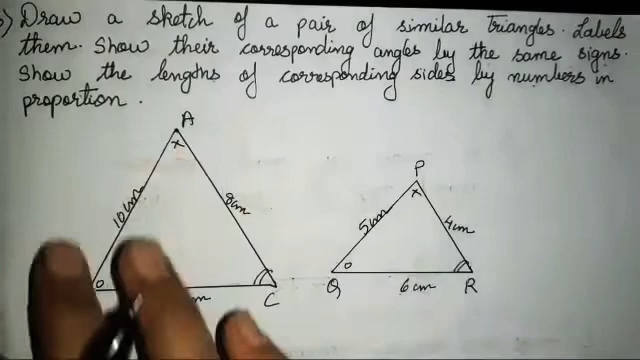 Draw a sketch of a pair of similar triangles. Labels
them. Show their corresponding angles by the same signs.
Show the lengths of corresponding sides by numbers in
proportion.
A
x
10cm
8cm
C
P
x
5cm
4cm
Q
6cm
R